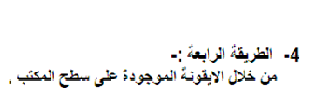 4- الطريقة الرابعة :-
من خلال الايقونة الموجودة على سطح المكتب .